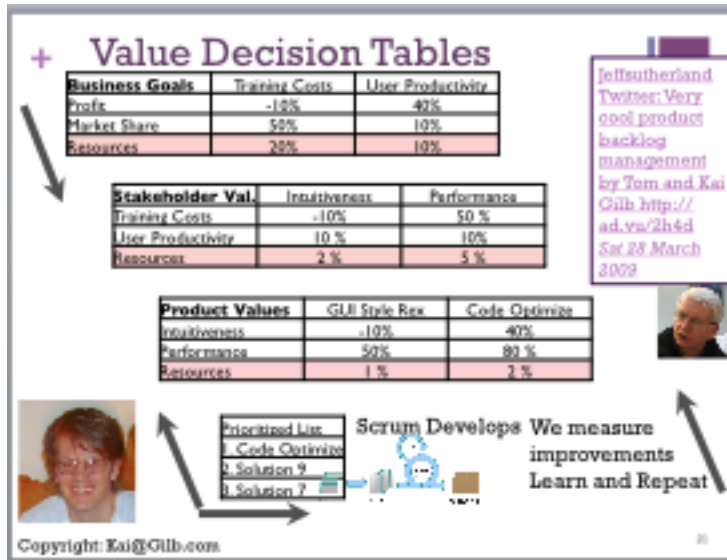 + Value Decision Tables
Business Goals Training Costs User Productivity
Profit -10% 40%
Market Share 50% 10%
Resources 20% 10%
Jeffsutherland
Twitter: Very
cool product
backlog
management
by Tom and Kai
Gilb http://
ad.vu/2h4d
Sat 28 March
2009
Stakeholder Val. Intuitiveness Performance
Training Costs -10% 50 %
User Productivity 10 % 10%
Resources 2 % 5 %
Product Values GUI Style Rex Code Optimize
Intuitiveness -10% 40%
Performance 50% 80 %
Resources 1 % 2 %
Prioritized List
1. Code Optimize
2. Solution 9
3. Solution 7
Scrum Develops
We measure
improvements
Learn and Repeat
Copyright: Kai@Gilb.com